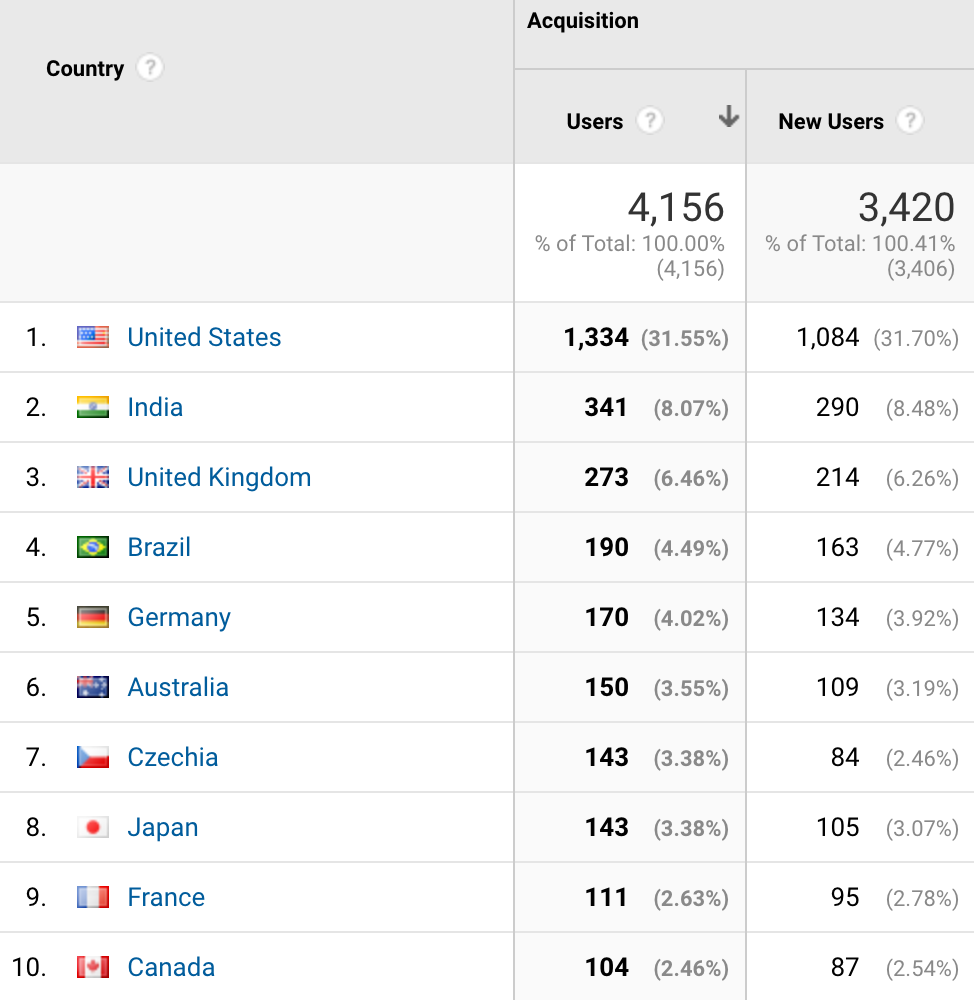 Acquisition
Country ?
Users ? New Users ?
4,156 3,420
% of Total: 100.00% % of Total: 100.41%
(4,156) (3,406)
1. United States 1,334 (31.55%) 1,084 (31.70%)
2. India 341 (8.07%) 290 (8.48%)
3. United Kingdom 273 (6.46%) 214 (6.26%)
4. Brazil 190 (4.49%) 163 (4.77%)
5. Germany 170 (4.02%) 134 (3.92%)
6. Australia 150 (3.55%) 109 (3.19%)
7. Czechia 143 (3.38%) 84 (2.46%)
8. Japan 143 (3.38%) 105 (3.07%)
9. France 111 (2.63%) 95 (2.78%)
10. Canada 104 (2.46%) 87 (2.54%)